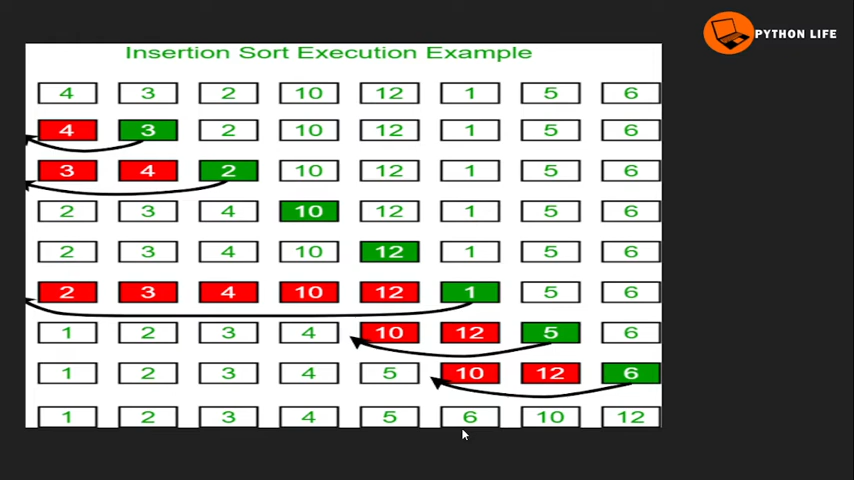 PYTHON LIFE
Insertion Sort Execution Example
4 3 2 10 12 1 5 6
4 3 2 10 12 1 5 6
3 4 2 10 12 1 5 6
2 3 4 10 12 1 5 6
2 3 4 10 12 1 5 6
2 3 4 10 12 1 5 6
1 2 3 4 10 12 5 6
1 2 3 4 5 10 12 6
1 2 3 4 5 6 10 12